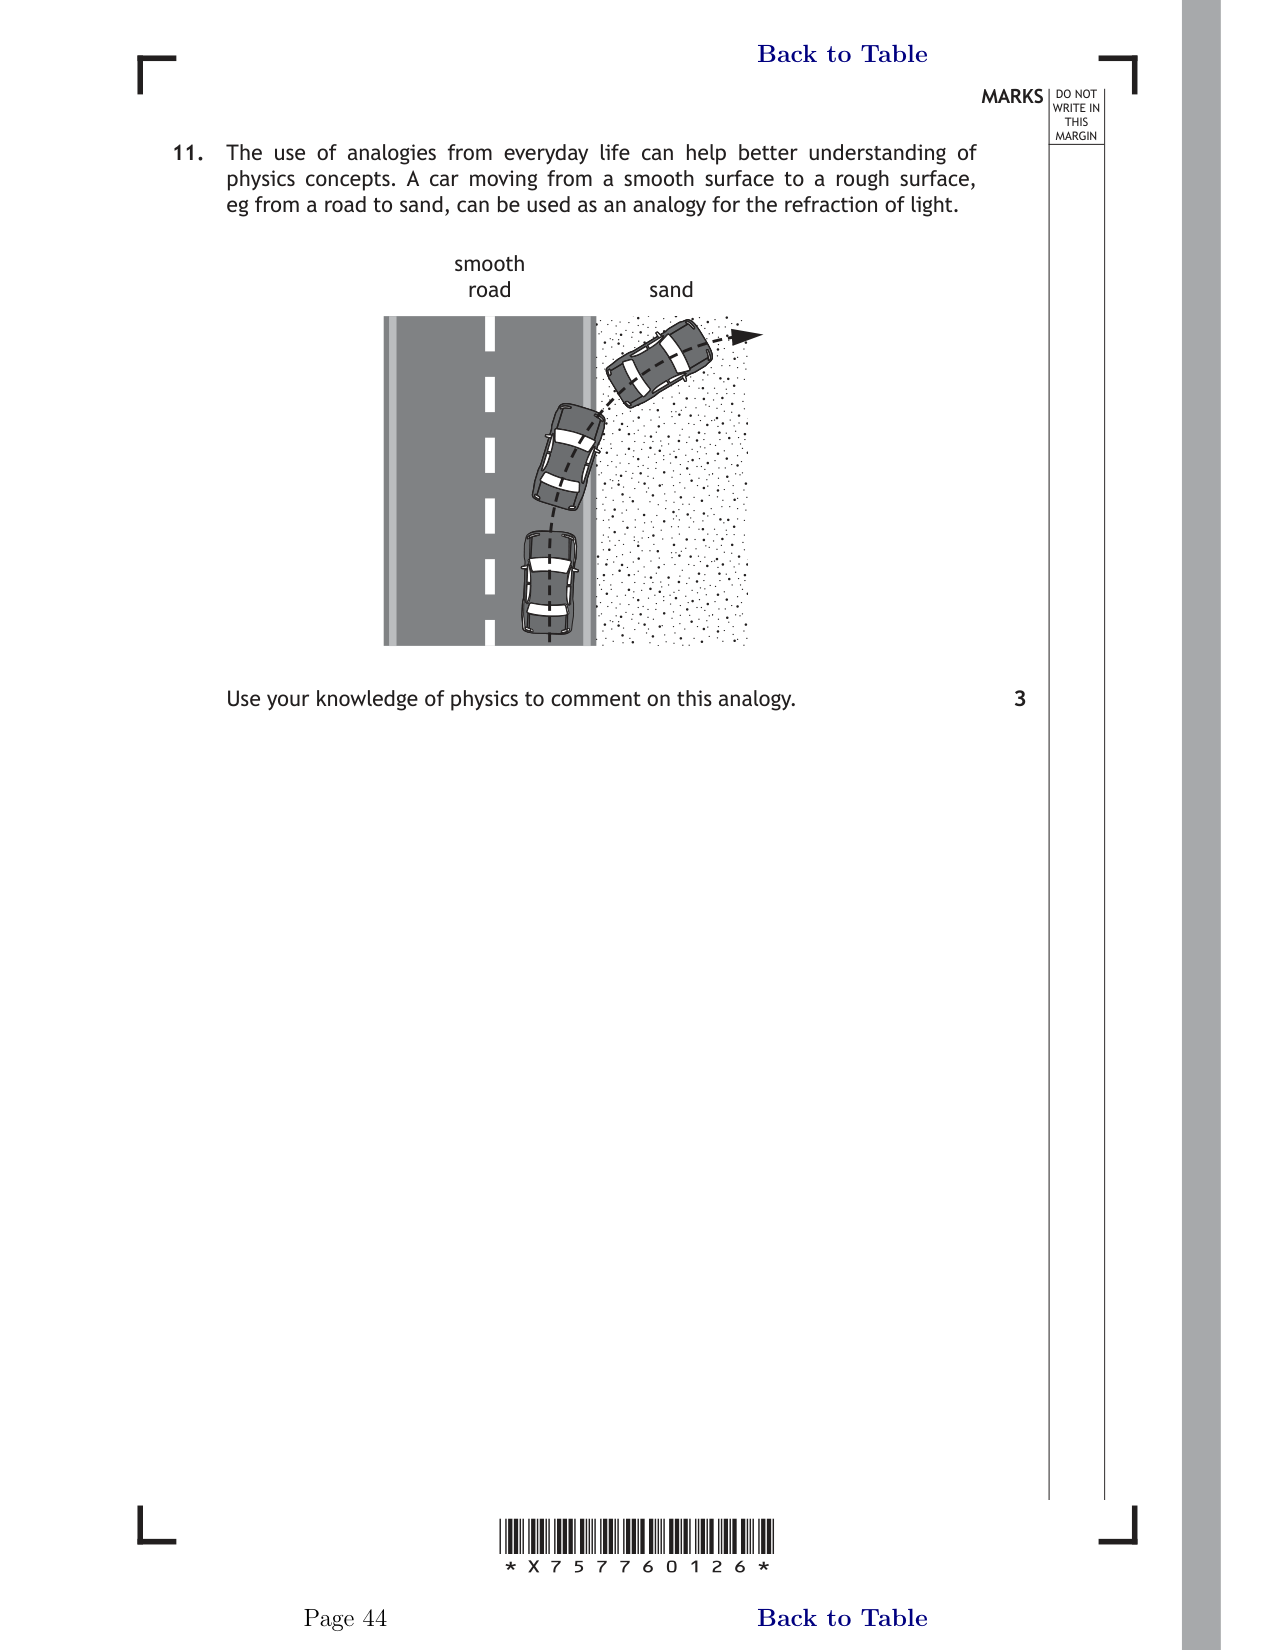 Back to Table
MARKS
DO NOT
WRITE IN
THIS
MARGIN
11. The use of analogies from everyday life can help better understanding of
physics concepts. A car moving from a smooth surface to a rough surface,
eg from a road to sand, can be used as an analogy for the refraction of light.
smooth
road
sand
Use your knowledge of physics to comment on this analogy. 3
*X757760126*
Page 44
Back to Table